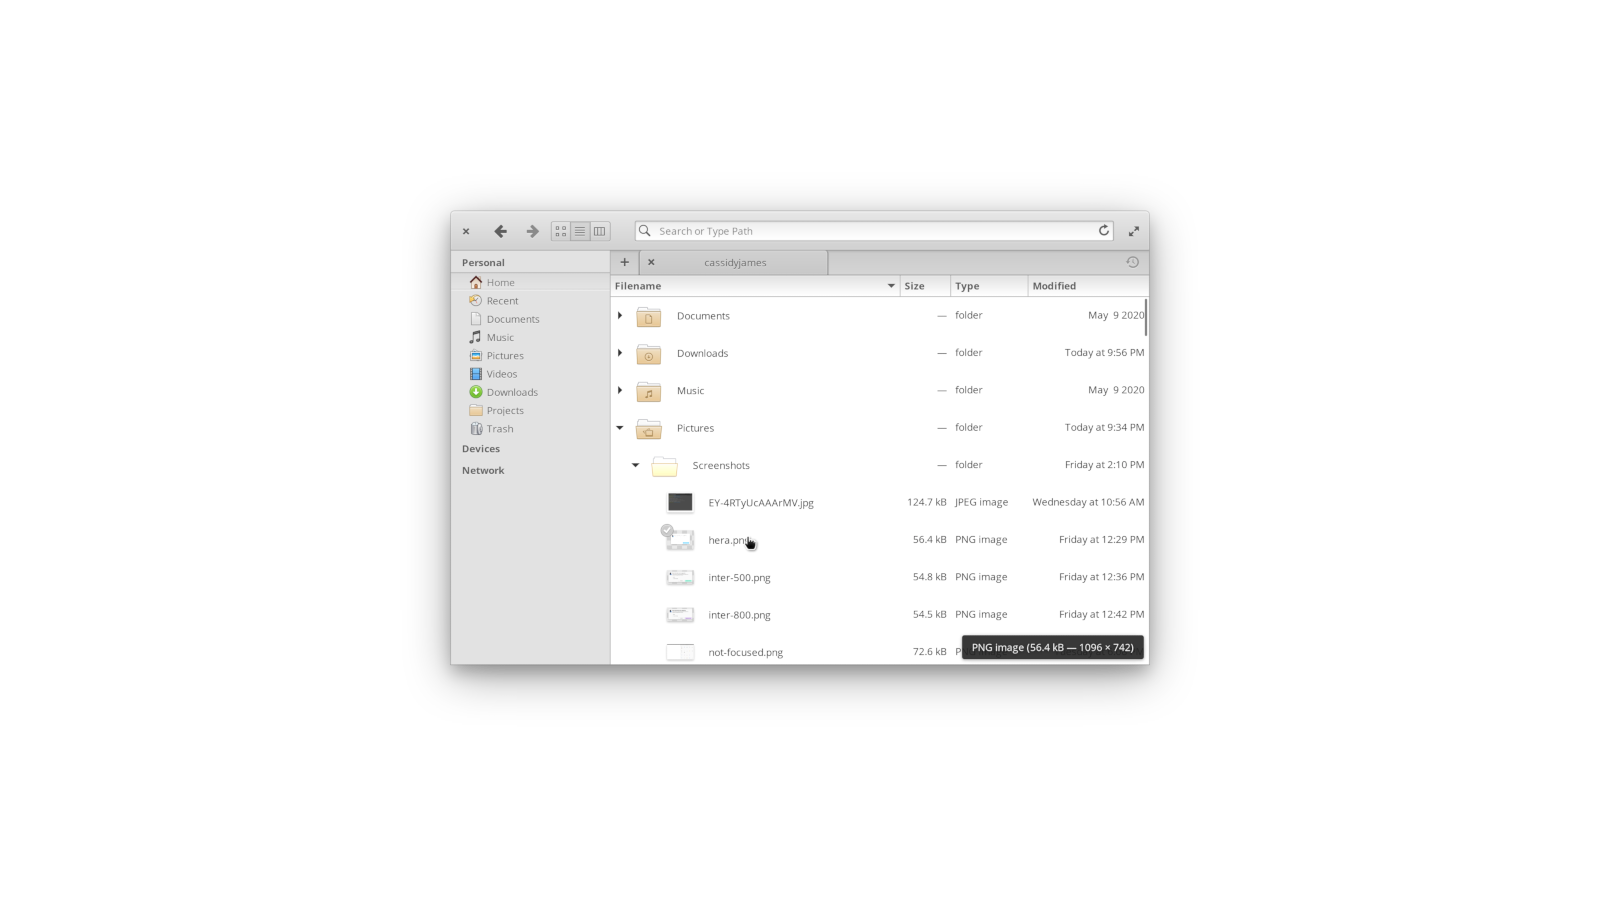 Search or Type Path
Personal
cassidyjames
Home
Recent
Documents
Music
Pictures
Videos
Downloads
Projects
Trash
Devices
Network
Filename Size Type Modified
Documents — folder May 9 2020
Downloads — folder Today at 9:56 PM
Music — folder May 9 2020
Pictures — folder Today at 9:34 PM
Screenshots — folder Friday at 2:10 PM
EY-4RTyUcAAArMV.jpg 124.7 kB JPEG image Wednesday at 10:56 AM
hera.png 56.4 kB PNG image Friday at 12:29 PM
inter-500.png 54.8 kB PNG image Friday at 12:36 PM
inter-800.png 54.5 kB PNG image Friday at 12:42 PM
not-focused.png 72.6 kB
PNG image (56.4 kB — 1096 × 742)